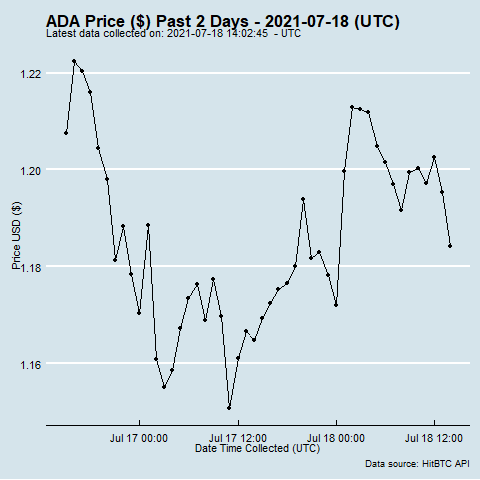 ADA Price ($) Past 2 Days - 2021-07-18 (UTC)
Latest data collected on: 2021-07-18 14:02:45 - UTC
1.22
1.20
1.18
1.16
Price USD ($)
Jul 17 00:00 Jul 17 12:00 Jul 18 00:00 Jul 18 12:00
Date Time Collected (UTC)
Data source: HitBTC API